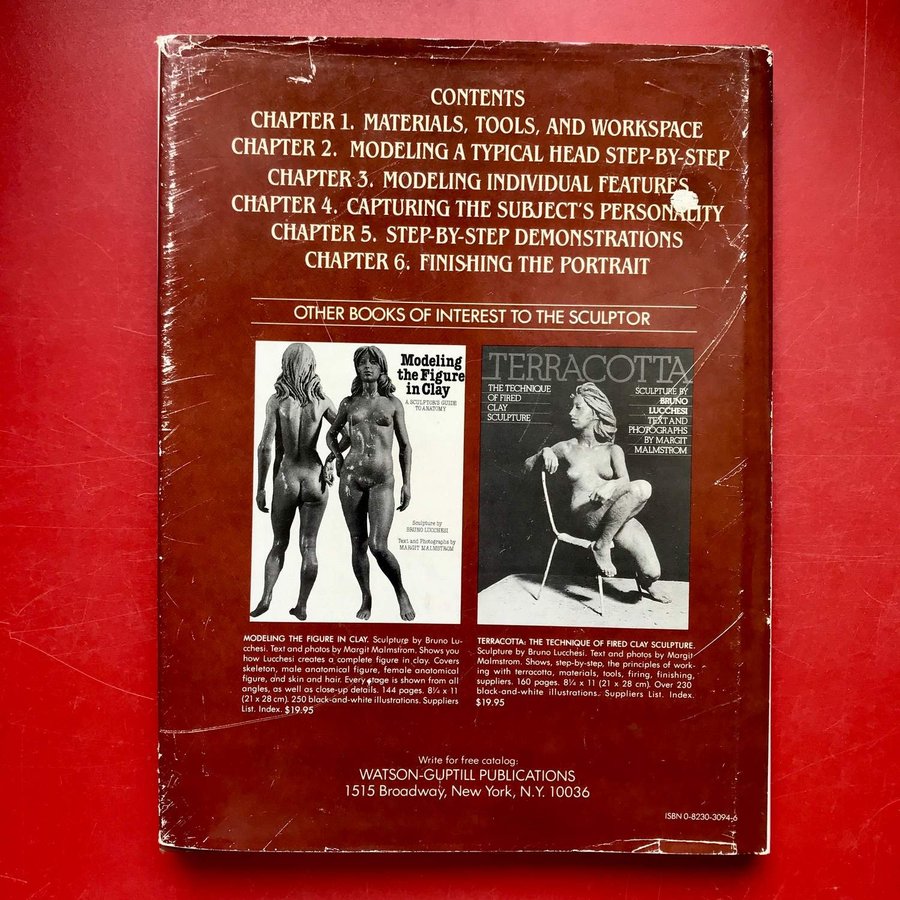 CONTENTS
CHAPTER 1. MATERIALS, TOOLS, AND WORKSPACE
CHAPTER 2. MODELING A TYPICAL HEAD STEP-BY-STEP
CHAPTER 3. MODELING INDIVIDUAL FEATURES
CHAPTER 4. CAPTURING THE SUBJECT'S PERSONALITY
CHAPTER 5. STEP-BY-STEP DEMONSTRATIONS
CHAPTER 6. FINISHING THE PORTRAIT
OTHER BOOKS OF INTEREST TO THE SCULPTOR
Modeling
the Figure
in Clay
A SCULPTOR'S GUIDE
TO ANATOMY
Sculpture by
BRUNO LUCCHESI
Text and Photographs by
MARGIT MALMSTROM
TERRACOTTA
THE TECHNIQUE
OF FIRED
CLAY
SCULPTURE
SCULPTURE BY
BRUNO
LUCCHESI
TEXT AND
PHOTOGRAPHS
BY MARGIT
MALMSTROM
MODELING THE FIGURE IN CLAY. Sculpture by Bruno Lu-
cchesi. Text and photos by Margit Malmstrom. Shows you
how Lucchesi creates a complete figure in clay. Covers
skeleton, male anatomical figure, female anatomical
figure, and skin and hair. Every stage is shown from all
angles, as well as close-up details. 144 pages. 8¼ x 11
(21 x 28 cm). 250 black-and-white illustrations. Suppliers
List. Index. $19.95
TERRACOTTA: THE TECHNIQUE OF FIRED CLAY SCULPTURE.
Sculpture by Bruno Lucchesi. Text and photos by Margit
Malmstrom. Shows, step-by-step, the principles of work-
ing with terracotta, materials, tools, firing, finishing,
suppliers. 160 pages. 8¼ x 11 (21 x 28 cm). Over 230
black-and-white illustrations. Suppliers List. Index.
$19.95
Write for free catalog:
WATSON-GUPTILL PUBLICATIONS
1515 Broadway, New York, N.Y. 10036
ISBN 0-8230-3094-6